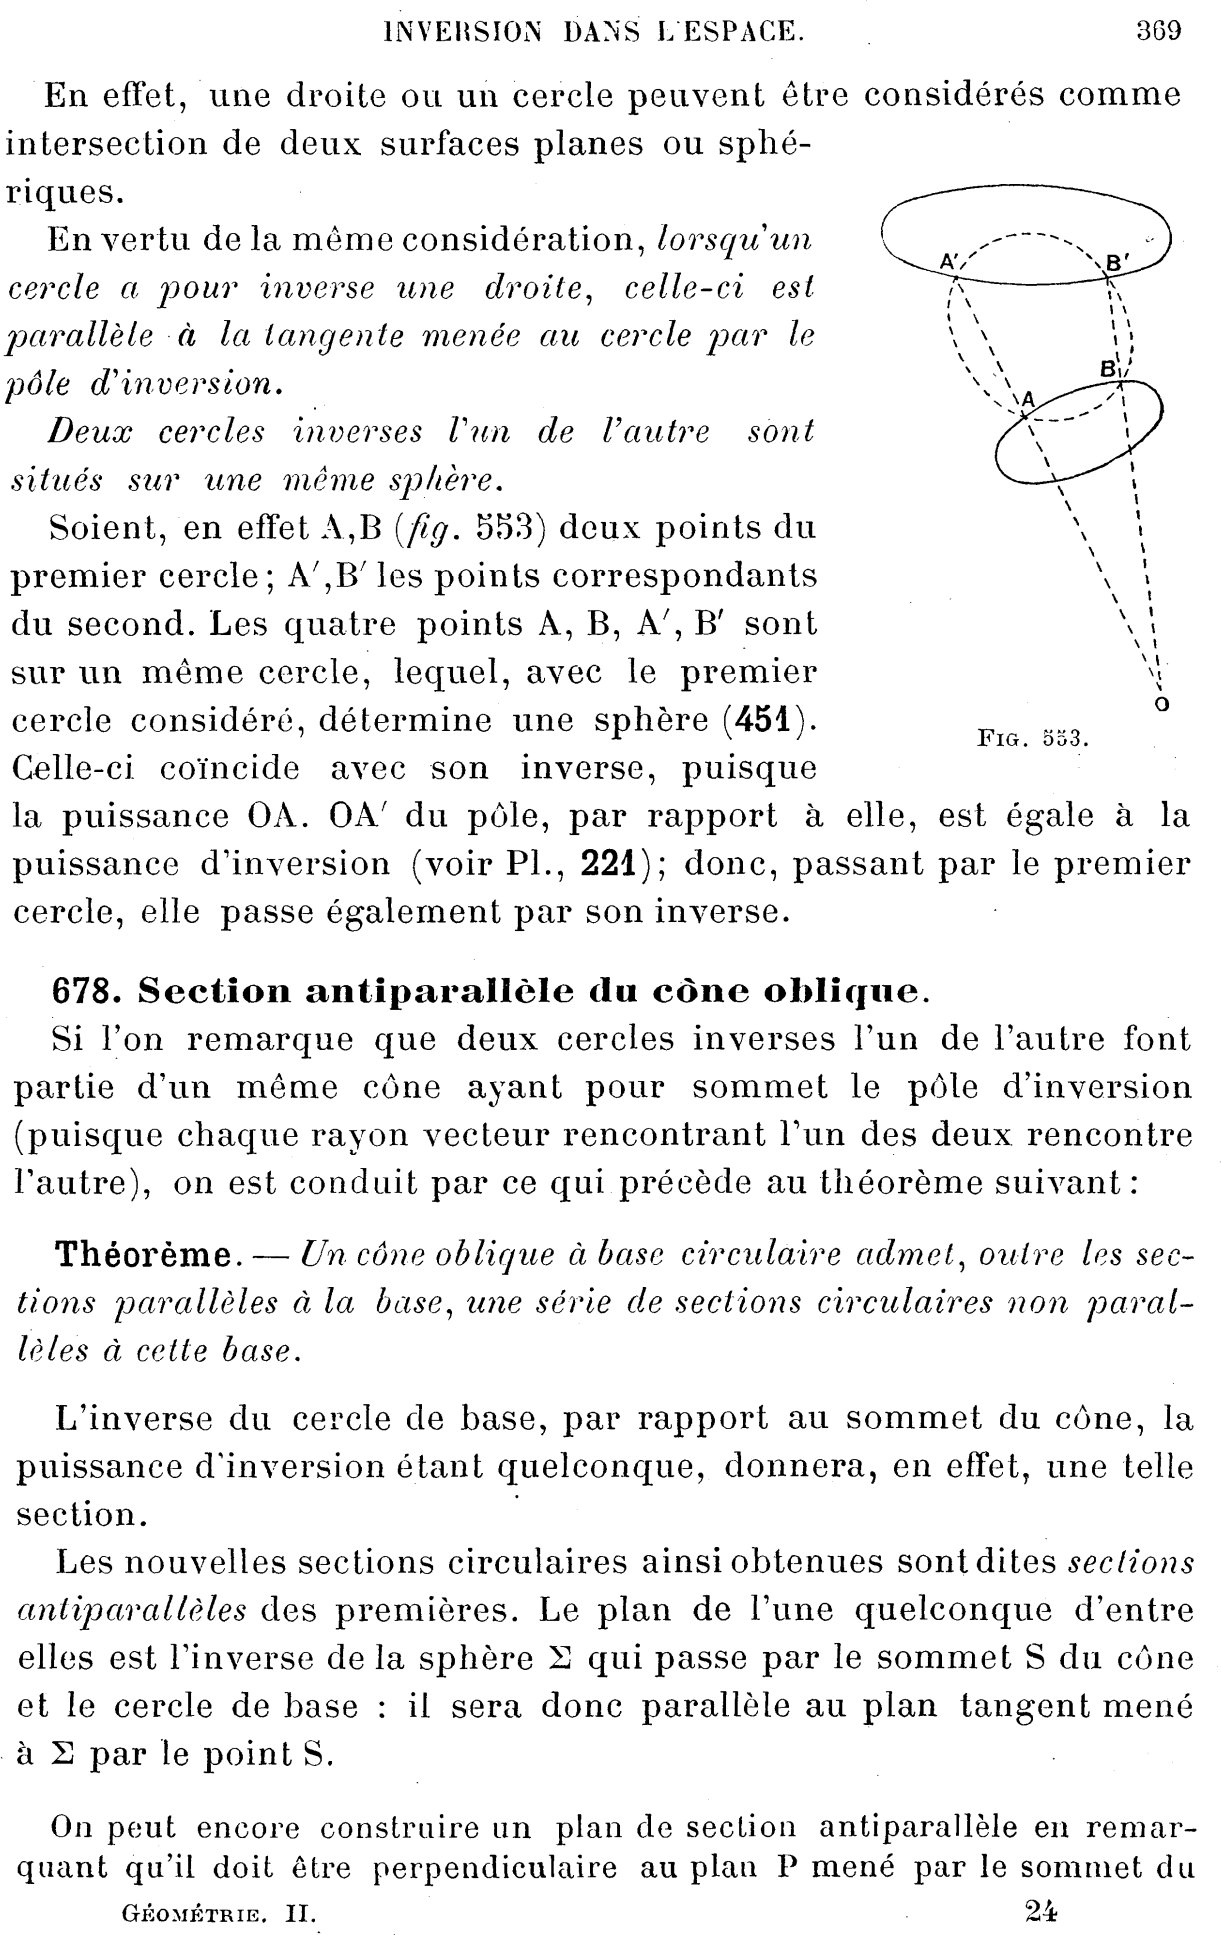 INVERSION DANS L'ESPACE. 369
En effet, une droite ou un cercle peuvent être considérés comme
intersection de deux surfaces planes ou sphé-
riques.
En vertu de la même considération, lorsqu'un
cercle a pour inverse une droite, celle-ci est
parallèle à la tangente menée au cercle par le
pôle d'inversion.
Deux cercles inverses l'un de l'autre sont
situés sur une même sphère.
Soient, en effet A,B (fig. 553) deux points du
premier cercle; A′,B′ les points correspondants
du second. Les quatre points A, B, A′, B′ sont
sur un même cercle, lequel, avec le premier
cercle considéré, détermine une sphère (451).
Celle-ci coïncide avec son inverse, puisque
A′
B′
B
A
O
FIG. 553.
la puissance OA. OA′ du pôle, par rapport à elle, est égale à la
puissance d'inversion (voir Pl., 221); donc, passant par le premier
cercle, elle passe également par son inverse.
678. Section antiparallèle du cône oblique.
Si l'on remarque que deux cercles inverses l'un de l'autre font
partie d'un même cône ayant pour sommet le pôle d'inversion
(puisque chaque rayon vecteur rencontrant l'un des deux rencontre
l'autre), on est conduit par ce qui précède au théorème suivant :
Théorème. — Un cône oblique à base circulaire admet, outre les sec-
tions parallèles à la base, une série de sections circulaires non paral-
lèles à cette base.
L'inverse du cercle de base, par rapport au sommet du cône, la
puissance d'inversion étant quelconque, donnera, en effet, une telle
section.
Les nouvelles sections circulaires ainsi obtenues sont dites sections
antiparallèles des premières. Le plan de l'une quelconque d'entre
elles est l'inverse de la sphère Σ qui passe par le sommet S du cône
et le cercle de base : il sera donc parallèle au plan tangent mené
à Σ par le point S.
On peut encore construire un plan de section antiparallèle en remar-
quant qu'il doit être perpendiculaire au plan P mené par le sommet du
GÉOMÉTRIE. II. 24